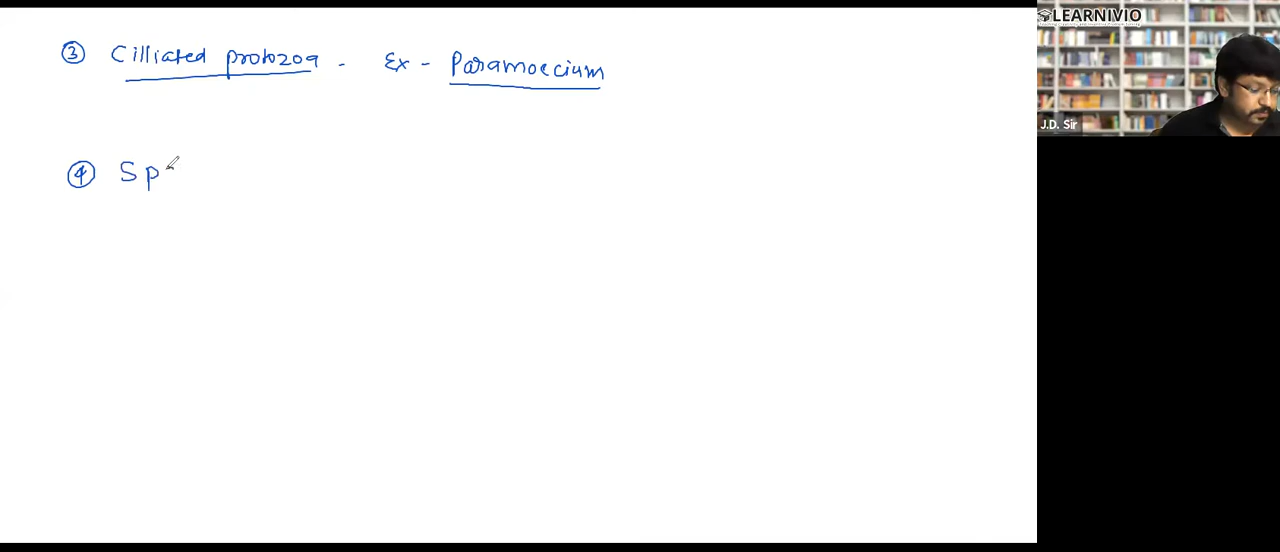 ③ Cilliated protozoa - Ex - Paramoecium
④ Sp
LEARNIVIO
J.D. Sir